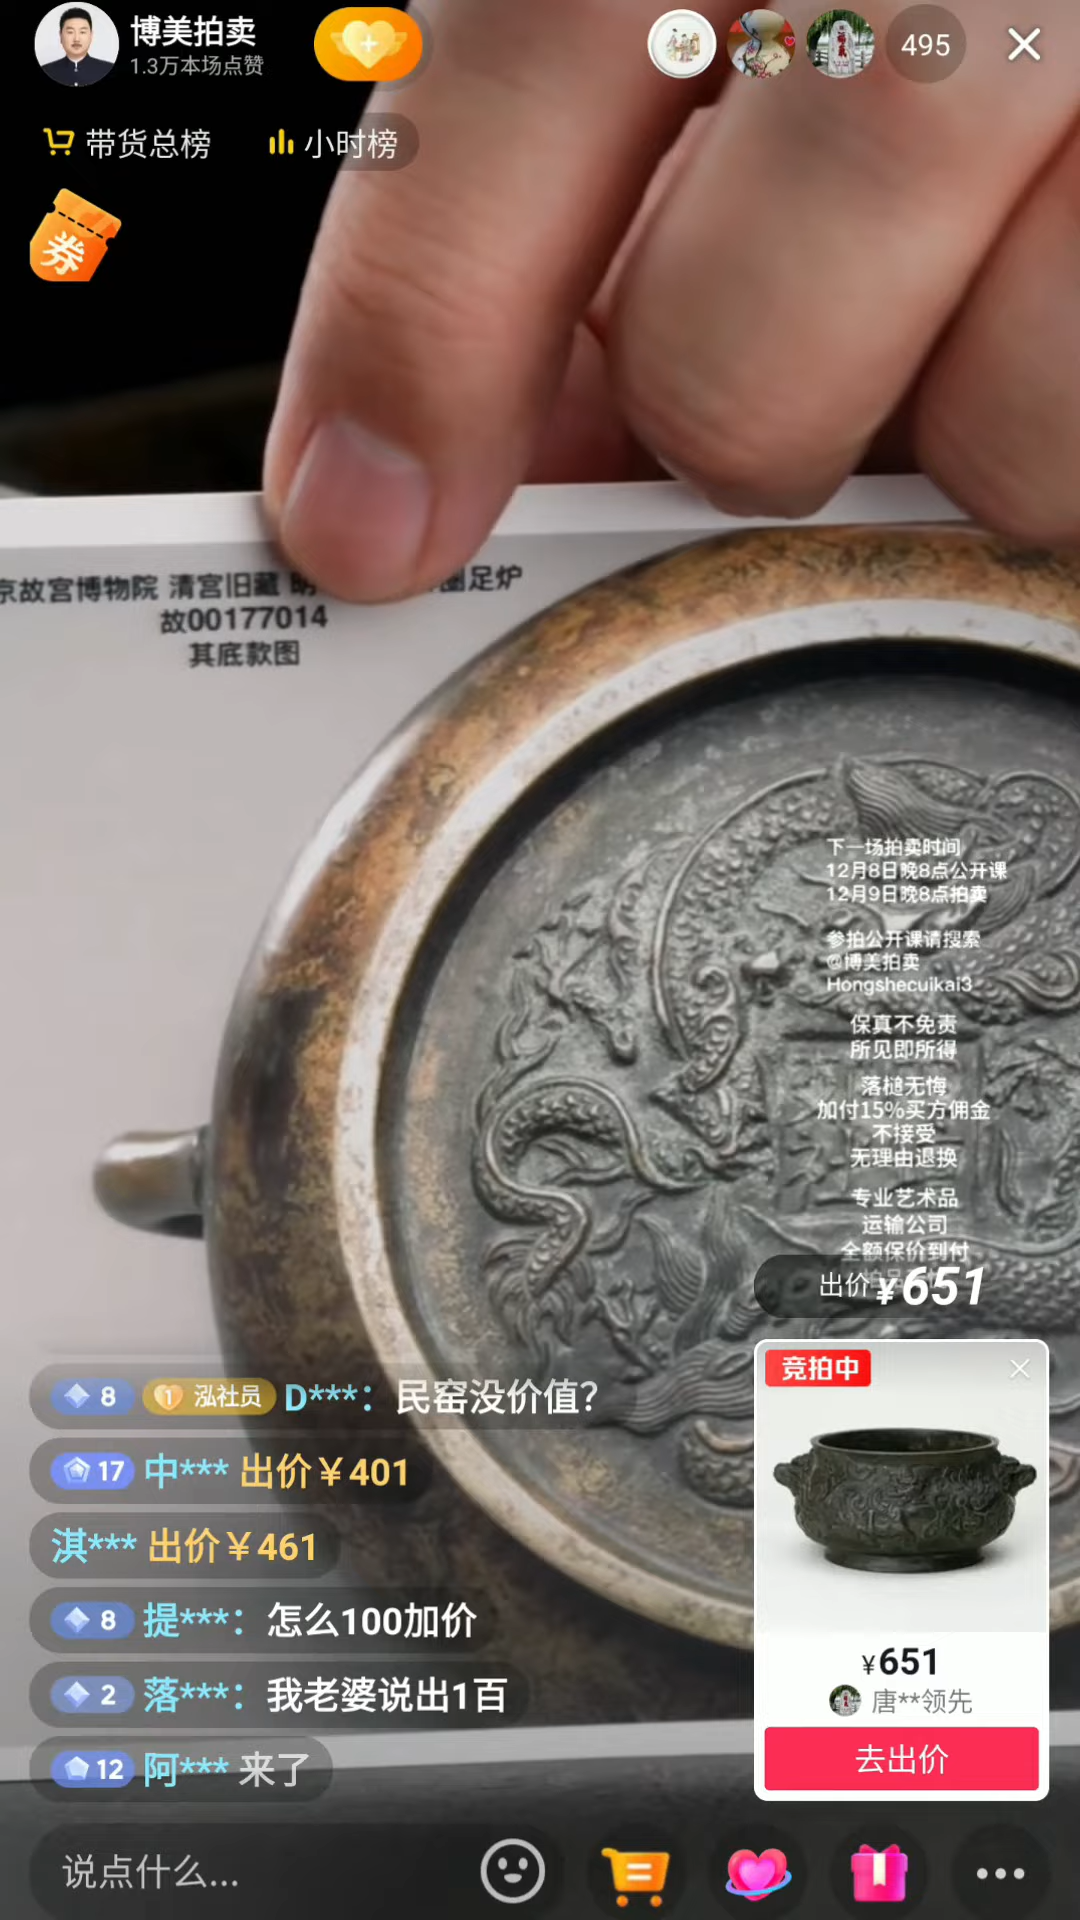 博美拍卖
1.3万本场点赞
495
带货总榜
小时榜
券
京故宫博物院 清宫旧藏 明 圈足炉
故00177014
其底款图
下一场拍卖时间
12月8日晚8点公开课
12月9日晚8点拍卖
参拍公开课请搜索
@博美拍卖
Hongshecuikai3
保真不免责
所见即所得
落槌无悔
加付15%买方佣金
不接受
无理由退换
专业艺术品
运输公司
全额保价到付
出价 ¥651
竞拍中
8 1 泓社员 D***：民窑没价值？
17 中*** 出价￥401
淇*** 出价￥461
8 提***：怎么100加价
2 落***：我老婆说出1百
12 阿*** 来了
¥651
唐**领先
去出价
说点什么...